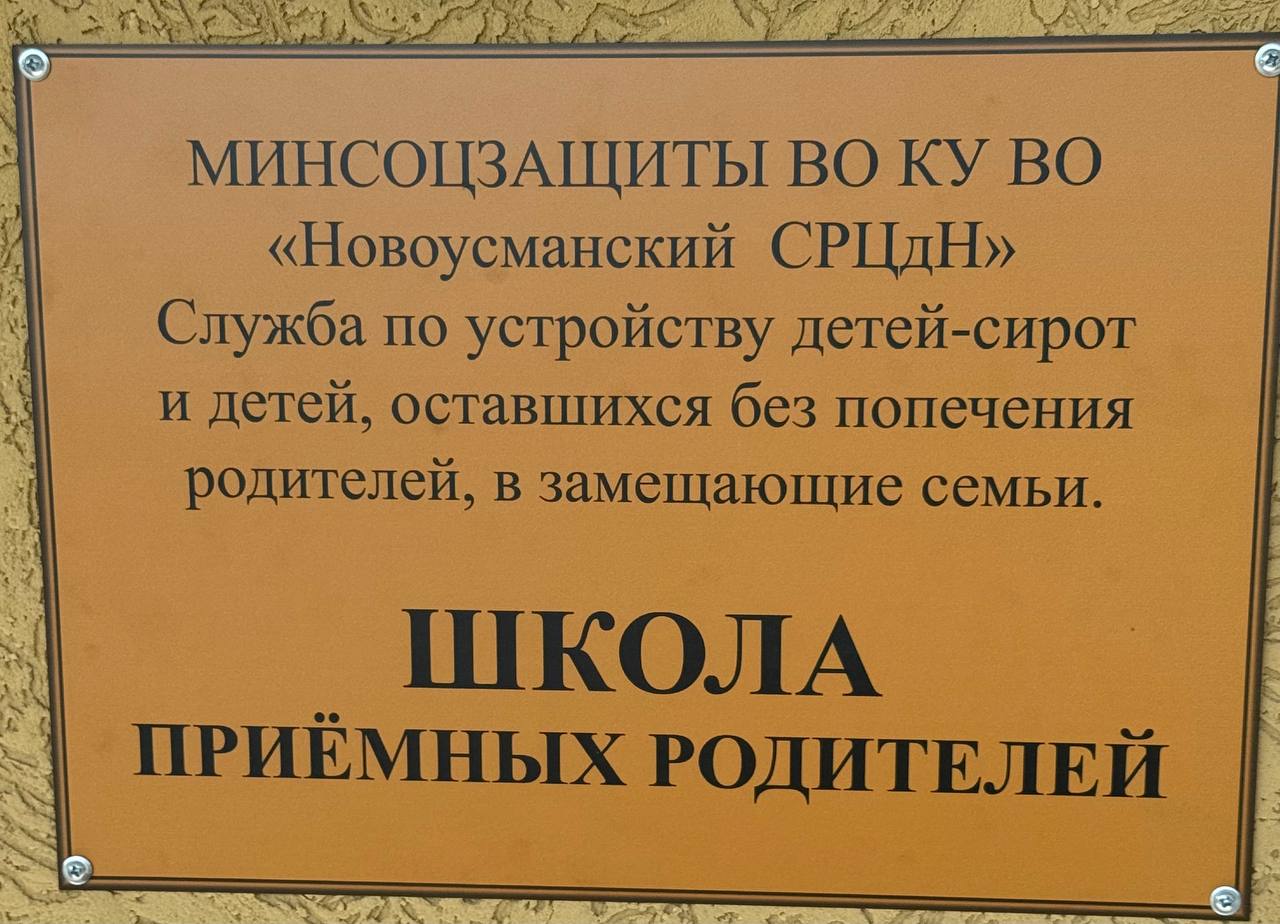 МИНСОЦЗАЩИТЫ ВО КУ ВО
«Новоусманский СРЦдН»
Служба по устройству детей-сирот
и детей, оставшихся без попечения
родителей, в замещающие семьи.
ШКОЛА
ПРИЁМНЫХ РОДИТЕЛЕЙ